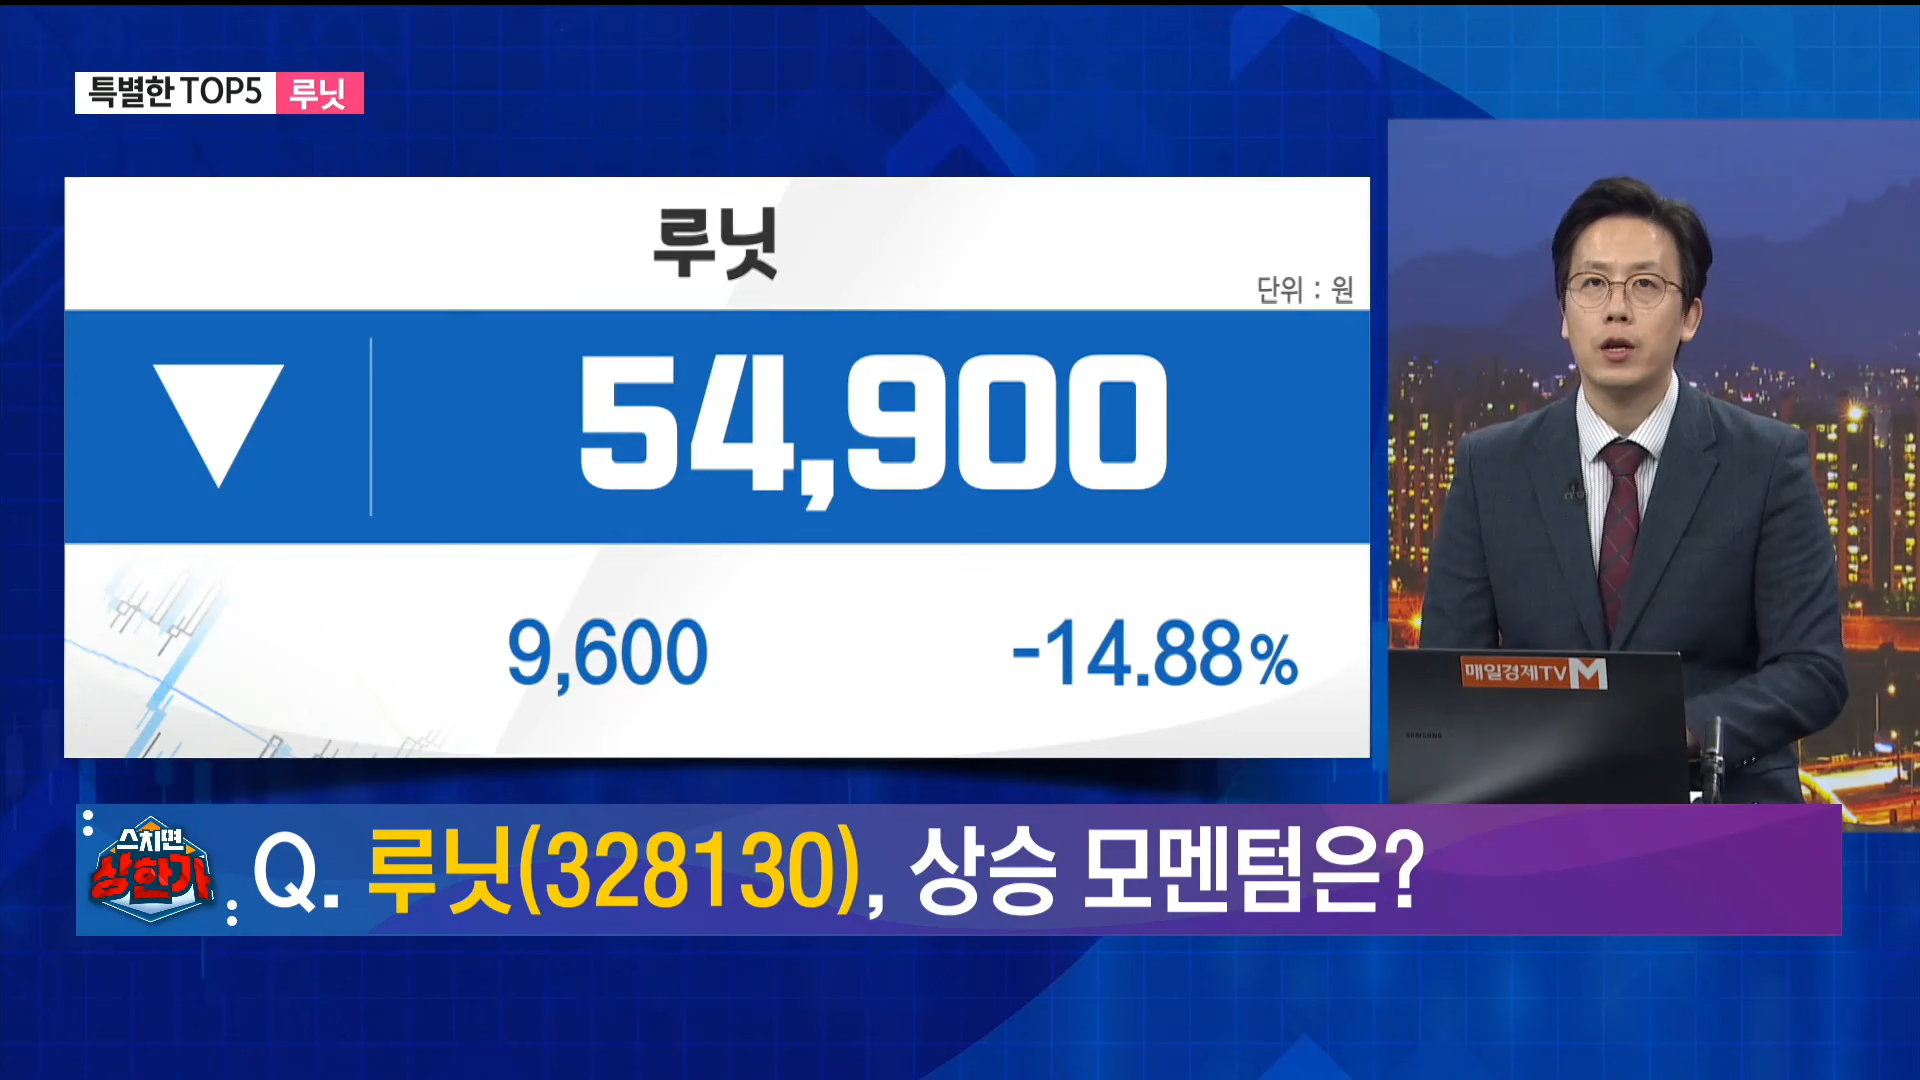 특별한 TOP5 루닛
루닛
단위 : 원
▼ 54,900
9,600 -14.88%
매일경제TV M
SAMSUNG
스치면
상한가
Q. 루닛(328130), 상승 모멘텀은?